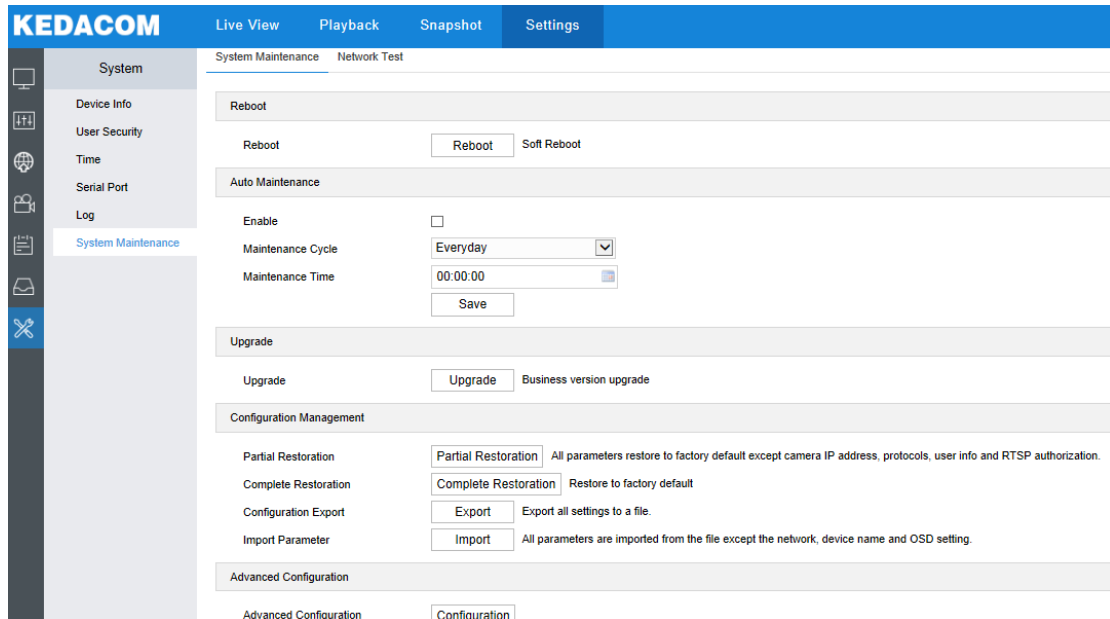 KEDACOM Live View Playback Snapshot Settings
System
Device Info
User Security
Time
Serial Port
Log
System Maintenance
System Maintenance Network Test
Reboot
Reboot Reboot Soft Reboot
Auto Maintenance
Enable
Maintenance Cycle Everyday
Maintenance Time 00:00:00
Save
Upgrade
Upgrade Upgrade Business version upgrade
Configuration Management
Partial Restoration Partial Restoration All parameters restore to factory default except camera IP address, protocols, user info and RTSP authorization.
Complete Restoration Complete Restoration Restore to factory default
Configuration Export Export Export all settings to a file.
Import Parameter Import All parameters are imported from the file except the network, device name and OSD setting.
Advanced Configuration
Advanced Configuration Configuration